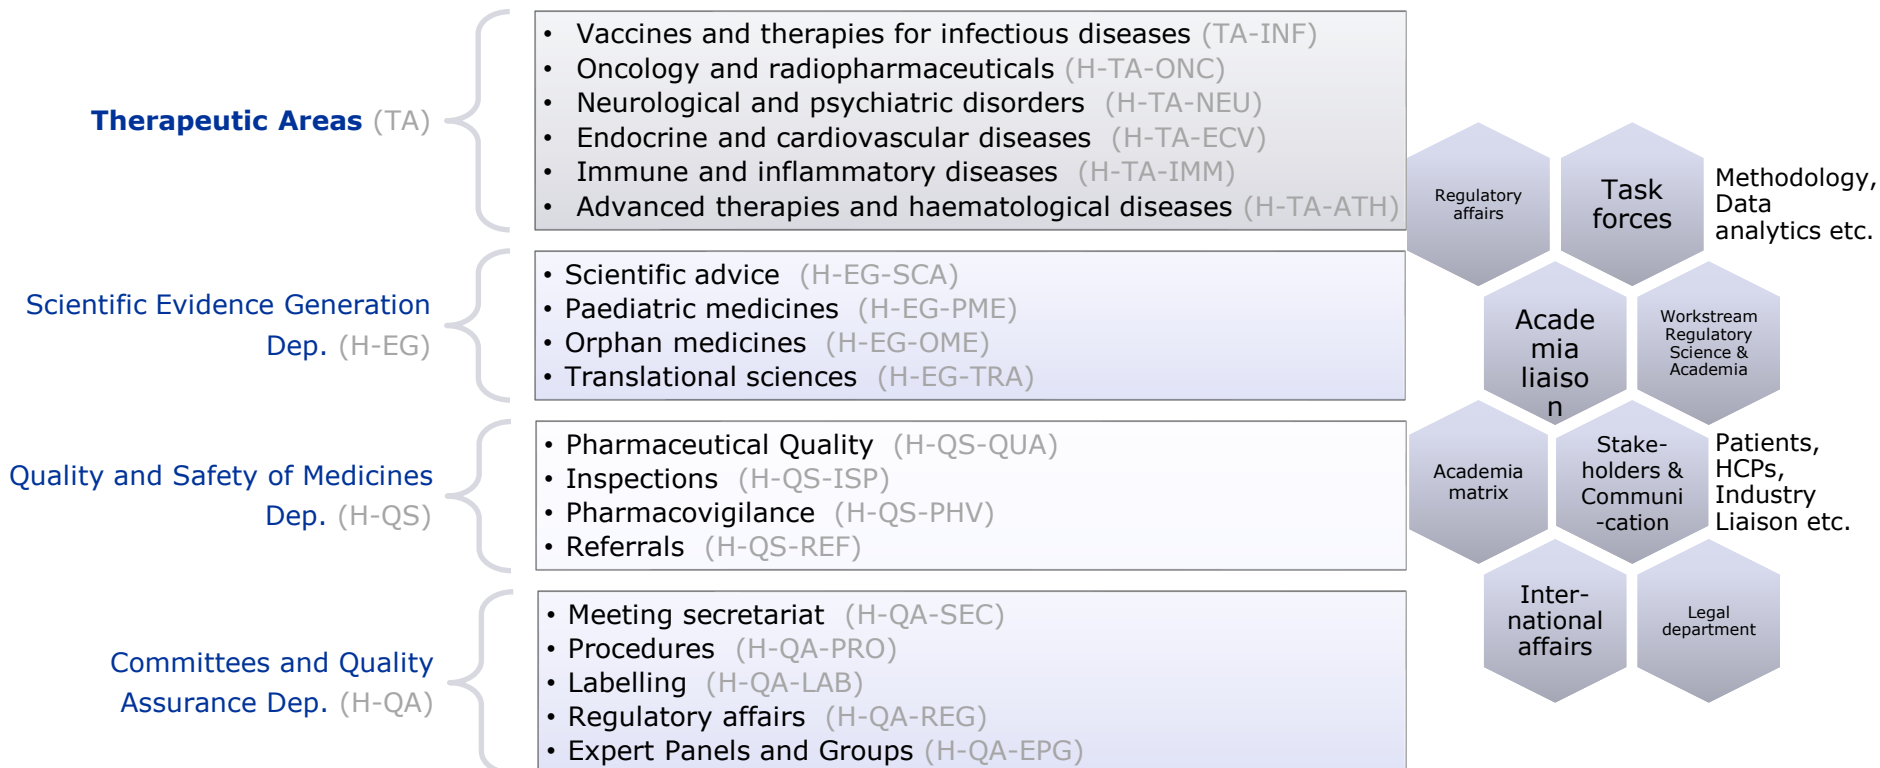 Therapeutic Areas (TA)
• Vaccines and therapies for infectious diseases (TA-INF)
• Oncology and radiopharmaceuticals (H-TA-ONC)
• Neurological and psychiatric disorders (H-TA-NEU)
• Endocrine and cardiovascular diseases (H-TA-ECV)
• Immune and inflammatory diseases (H-TA-IMM)
• Advanced therapies and haematological diseases (H-TA-ATH)
Scientific Evidence Generation
Dep. (H-EG)
• Scientific advice (H-EG-SCA)
• Paediatric medicines (H-EG-PME)
• Orphan medicines (H-EG-OME)
• Translational sciences (H-EG-TRA)
Quality and Safety of Medicines
Dep. (H-QS)
• Pharmaceutical Quality (H-QS-QUA)
• Inspections (H-QS-ISP)
• Pharmacovigilance (H-QS-PHV)
• Referrals (H-QS-REF)
Committees and Quality
Assurance Dep. (H-QA)
• Meeting secretariat (H-QA-SEC)
• Procedures (H-QA-PRO)
• Labelling (H-QA-LAB)
• Regulatory affairs (H-QA-REG)
• Expert Panels and Groups (H-QA-EPG)
Regulatory
affairs
Task
forces
Methodology,
Data
analytics etc.
Acade
mia
liaiso
n
Workstream
Regulatory
Science &
Academia
Academia
matrix
Stake-
holders &
Communi
-cation
Patients,
HCPs,
Industry
Liaison etc.
Inter-
national
affairs
Legal
department